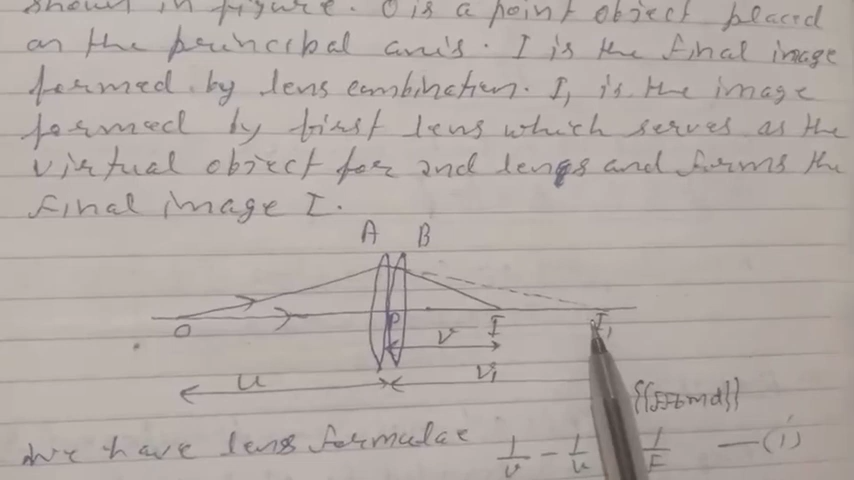 shown in figure. O is a point object placed
on the principal axis. I is the final image
formed by lens combination. I₁ is the image
formed by first lens which serves as the
virtual object for 2nd lens and forms the
final image I.
A B
O P I I₁
v
u v₁
{{FFbmd}}
We have lens formulae 1/v - 1/u 1/F —(i)